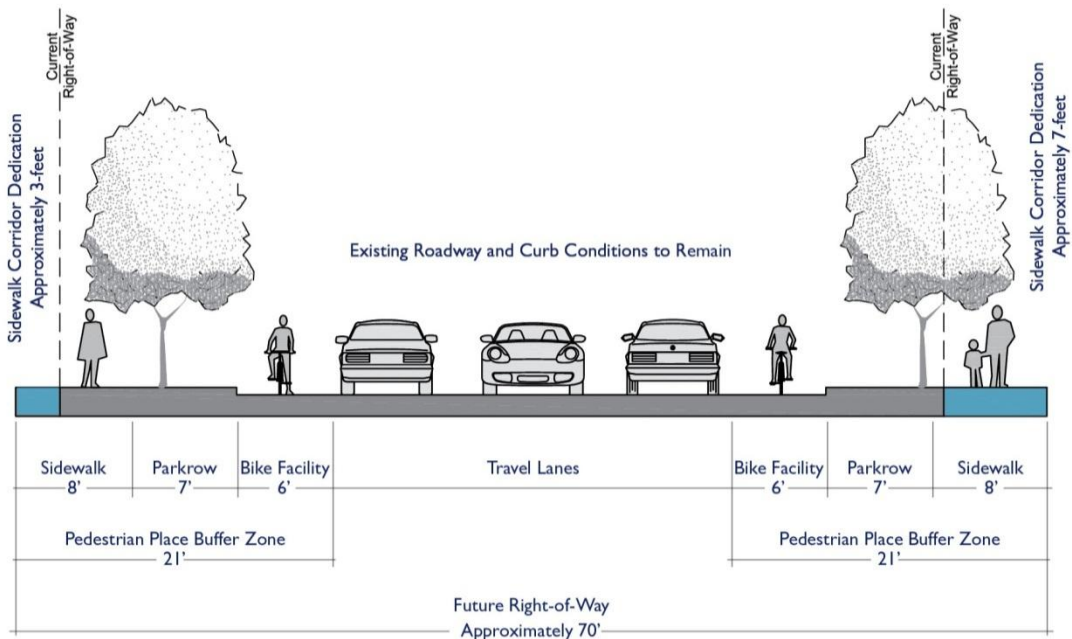 Current
Right-of-Way
Sidewalk Corridor Dedication
Approximately 3-feet
Current
Right-of-Way
Sidewalk Corridor Dedication
Approximately 7-feet
Existing Roadway and Curb Conditions to Remain
Sidewalk
8'
Parkrow
7'
Bike Facility
6'
Travel Lanes
Bike Facility
6'
Parkrow
7'
Sidewalk
8'
Pedestrian Place Buffer Zone
21'
Pedestrian Place Buffer Zone
21'
Future Right-of-Way
Approximately 70'